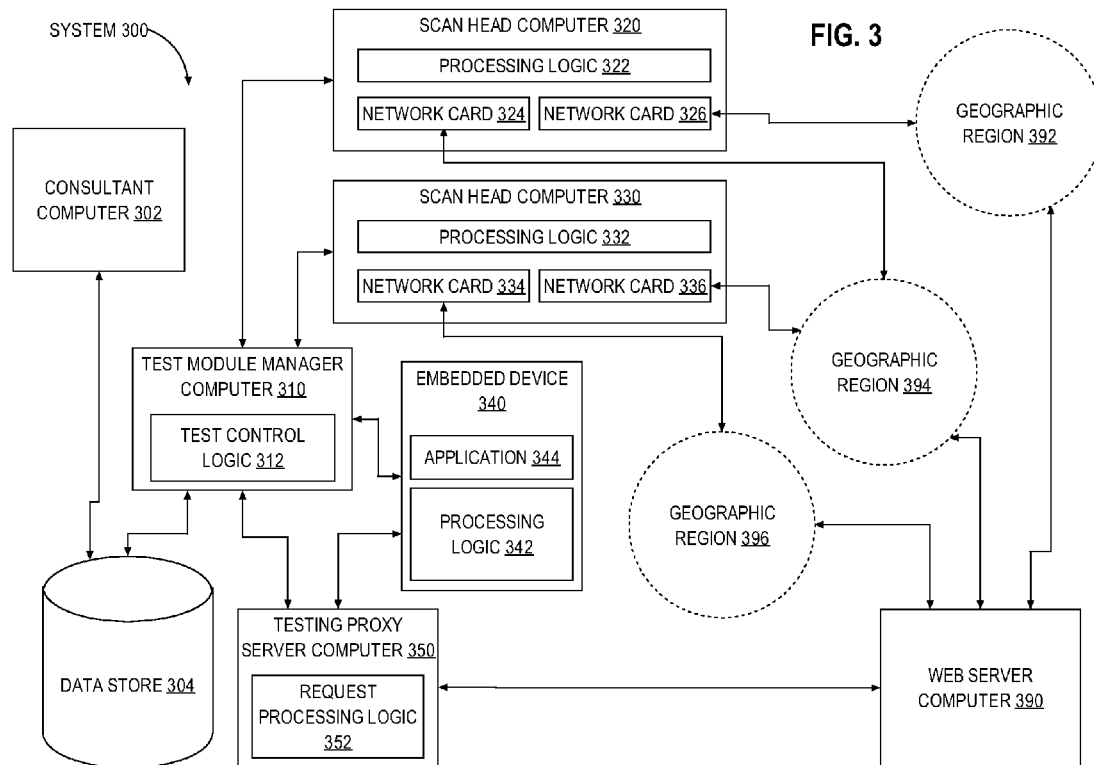 SYSTEM 300
FIG. 3
SCAN HEAD COMPUTER 320
PROCESSING LOGIC 322
NETWORK CARD 324
NETWORK CARD 326
GEOGRAPHIC
REGION 392
CONSULTANT
COMPUTER 302
SCAN HEAD COMPUTER 330
PROCESSING LOGIC 332
NETWORK CARD 334
NETWORK CARD 336
GEOGRAPHIC
REGION 394
TEST MODULE MANAGER
COMPUTER 310
TEST CONTROL
LOGIC 312
EMBEDDED DEVICE
340
APPLICATION 344
PROCESSING
LOGIC 342
GEOGRAPHIC
REGION 396
DATA STORE 304
TESTING PROXY
SERVER COMPUTER 350
REQUEST
PROCESSING LOGIC
352
WEB SERVER
COMPUTER 390